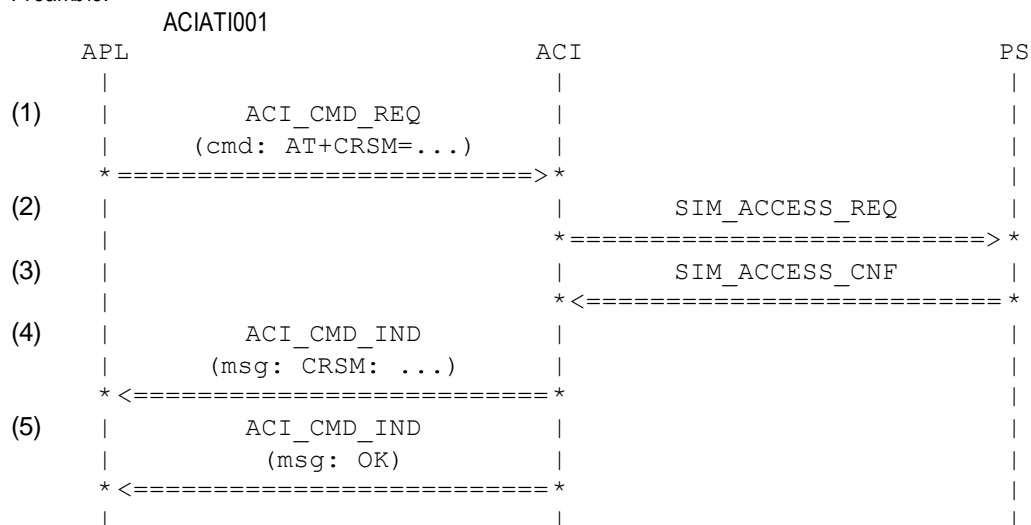 ACIATI001
APL ACI PS
| | |
(1) | ACI_CMD_REQ | |
| (cmd: AT+CRSM=...) | |
* ==========================> * |
(2) | | SIM_ACCESS_REQ |
| * ==========================> *
(3) | | SIM_ACCESS_CNF |
| * <========================== *
(4) | ACI_CMD_IND | |
| (msg: CRSM: ...) | |
* <========================== * |
(5) | ACI_CMD_IND | |
| (msg: OK) | |
* <========================== * |
| | |